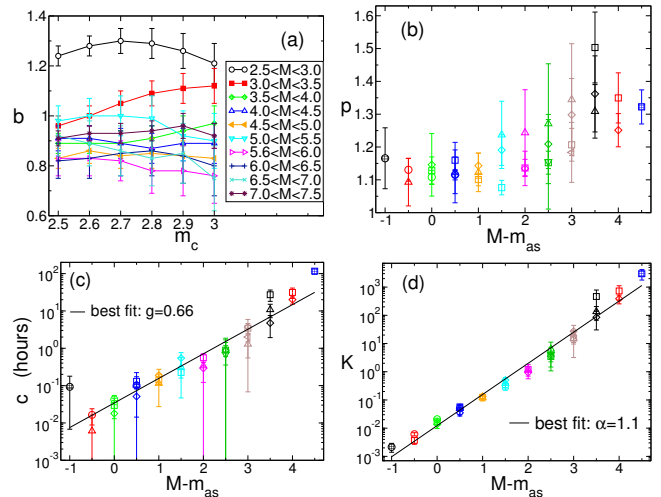 (a)
1.4
1.2
1.0
0.8
0.6
b
2.5 2.6 2.7 2.8 2.9 3
m_c
2.5<M<3.0
3.0<M<3.5
3.5<M<4.0
4.0<M<4.5
4.5<M<5.0
5.0<M<5.5
5.6<M<6.0
6.0<M<6.5
6.5<M<7.0
7.0<M<7.5
(b)
1.6
1.5
1.4
1.3
1.2
1.1
1
p
-1 0 1 2 3 4
M-m_as
(c)
10^2
10^1
10^0
10^-1
10^-2
10^-3
c (hours)
best fit: g=0.66
-1 0 1 2 3 4
M-m_as
(d)
10^3
10^2
10^1
10^0
10^-1
10^-2
10^-3
K
best fit: α=1.1
-1 0 1 2 3 4
M-m_as